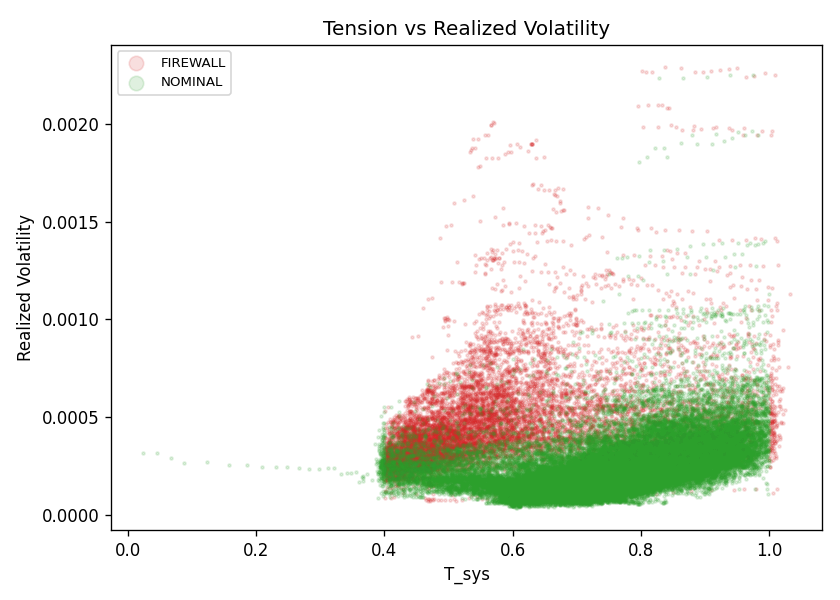 Tension vs Realized Volatility
FIREWALL
NOMINAL
Realized Volatility
0.0020
0.0015
0.0010
0.0005
0.0000
0.0 0.2 0.4 0.6 0.8 1.0
T_sys